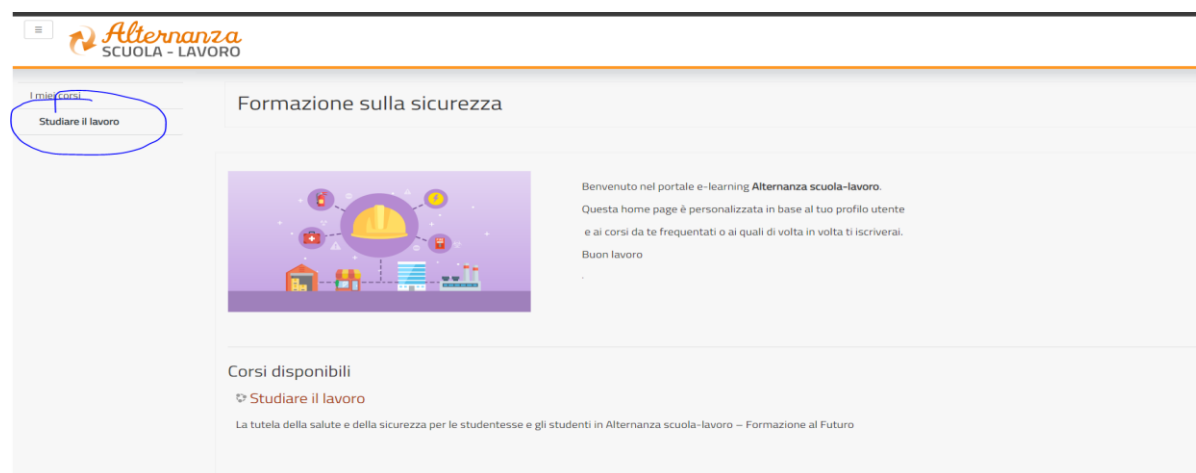 Alternanza
SCUOLA - LAVORO
I miei corsi
Studiare il lavoro
Formazione sulla sicurezza
Benvenuto nel portale e-learning Alternanza scuola-lavoro.
Questa home page è personalizzata in base al tuo profilo utente
e ai corsi da te frequentati o ai quali di volta in volta ti iscriverai.
Buon lavoro
.
Corsi disponibili
Studiare il lavoro
La tutela della salute e della sicurezza per le studentesse e gli studenti in Alternanza scuola-lavoro – Formazione al Futuro